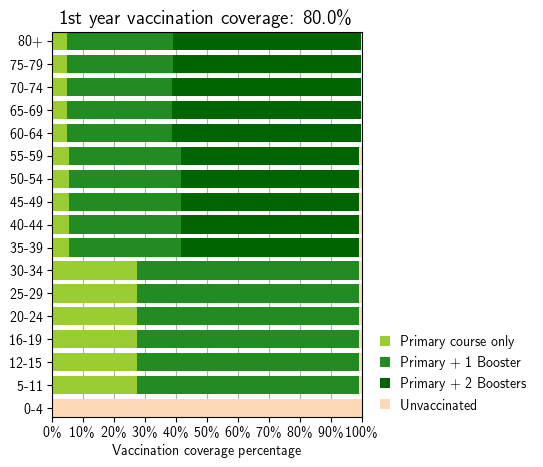 1st year vaccination coverage: 80.0%
80+
75-79
70-74
65-69
60-64
55-59
50-54
45-49
40-44
35-39
30-34
25-29
20-24
16-19
12-15
5-11
0-4
0% 10% 20% 30% 40% 50% 60% 70% 80% 90% 100%
Vaccination coverage percentage
Primary course only
Primary + 1 Booster
Primary + 2 Boosters
Unvaccinated